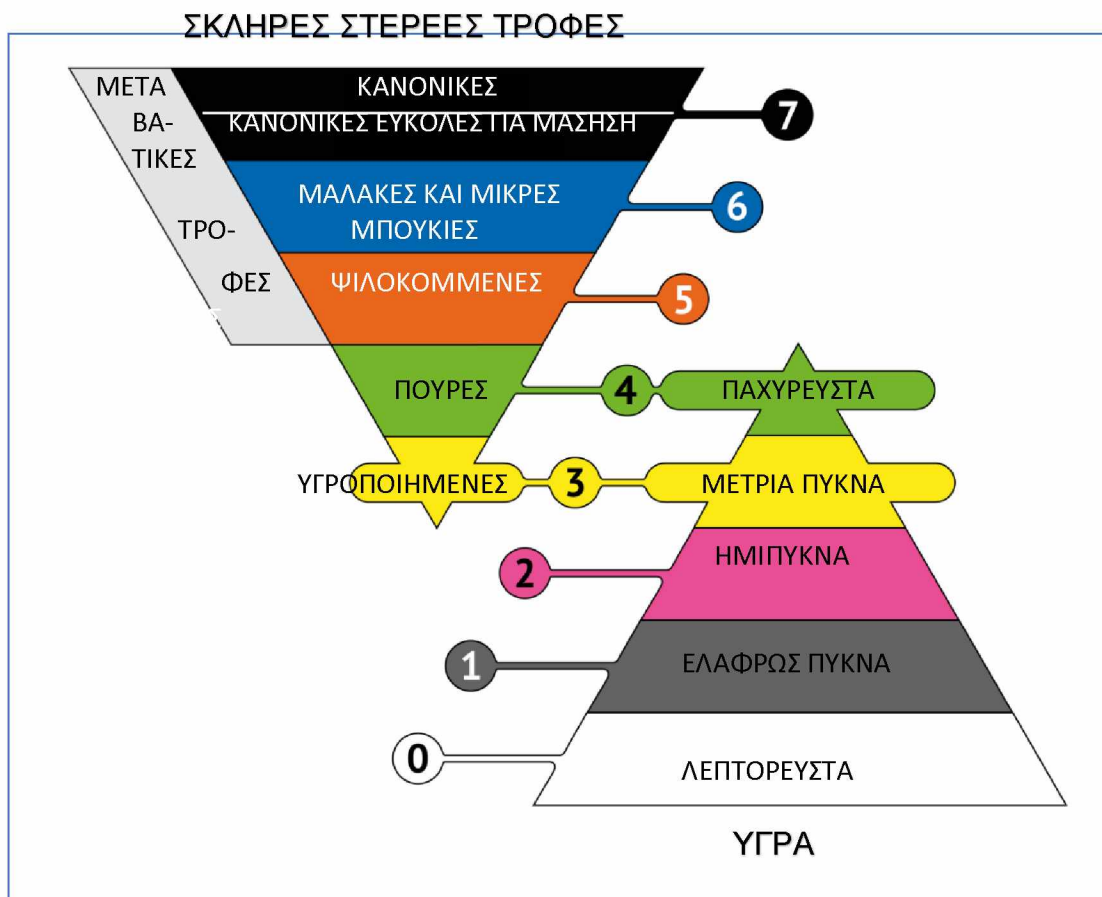 ΣΚΛΗΡΕΣ ΣΤΕΡΕΕΣ ΤΡΟΦΕΣ
ΜΕΤΑ
ΒΑ-
ΤΙΚΕΣ
ΤΡΟ-
ΦΕΣ
Σ
ΚΑΝΟΝΙΚΕΣ
ΚΑΝΟΝΙΚΕΣ ΕΥΚΟΛΕΣ ΓΙΑ ΜΑΣΗΣΗ
7
ΜΑΛΑΚΕΣ ΚΑΙ ΜΙΚΡΕΣ
ΜΠΟΥΚΙΕΣ
6
ΨΙΛΟΚΟΜΜΕΝΕΣ
5
ΠΟΥΡΕΣ
4
ΠΑΧΥΡΕΥΣΤΑ
ΥΓΡΟΠΟΙΗΜΕΝΕΣ
3
ΜΕΤΡΙΑ ΠΥΚΝΑ
2
ΗΜΙΠΥΚΝΑ
1
ΕΛΑΦΡΩΣ ΠΥΚΝΑ
0
ΛΕΠΤΟΡΕΥΣΤΑ
ΥΓΡΑ